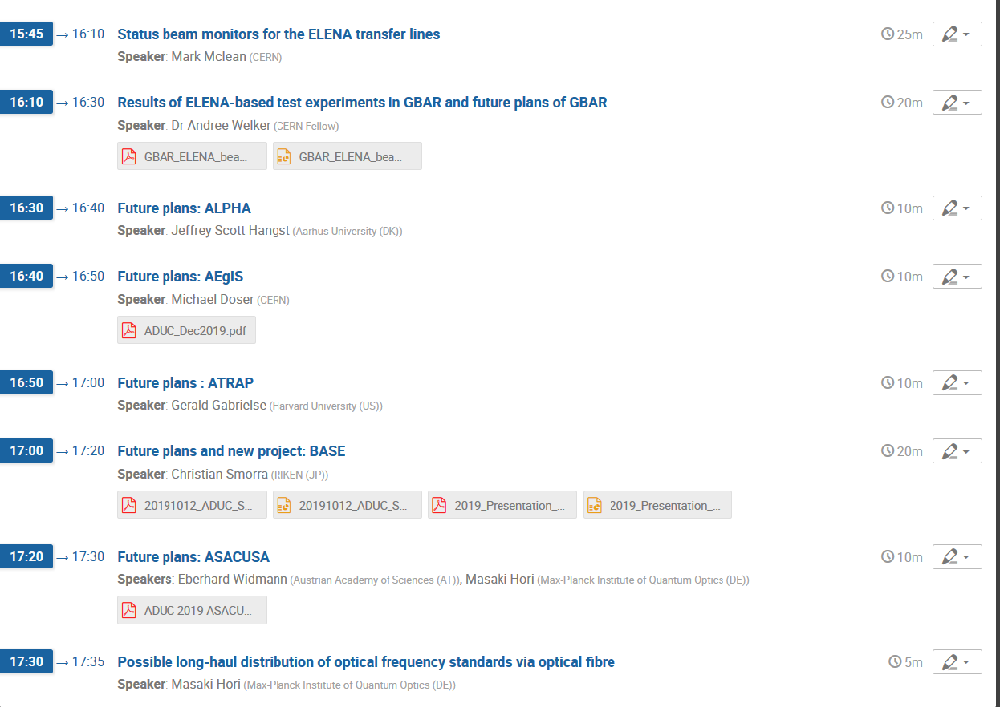 15:45 → 16:10 Status beam monitors for the ELENA transfer lines 25m
Speaker: Mark Mclean (CERN)
16:10 → 16:30 Results of ELENA-based test experiments in GBAR and future plans of GBAR 20m
Speaker: Dr Andree Welker (CERN Fellow)
GBAR_ELENA_bea... GBAR_ELENA_bea...
16:30 → 16:40 Future plans: ALPHA 10m
Speaker: Jeffrey Scott Hangst (Aarhus University (DK))
16:40 → 16:50 Future plans: AEgIS 10m
Speaker: Michael Doser (CERN)
ADUC_Dec2019.pdf
16:50 → 17:00 Future plans : ATRAP 10m
Speaker: Gerald Gabrielse (Harvard University (US))
17:00 → 17:20 Future plans and new project: BASE 20m
Speaker: Christian Smorra (RIKEN (JP))
20191012_ADUC_S... 20191012_ADUC_S... 2019_Presentation_... 2019_Presentation_...
17:20 → 17:30 Future plans: ASACUSA 10m
Speakers: Eberhard Widmann (Austrian Academy of Sciences (AT)), Masaki Hori (Max-Planck Institute of Quantum Optics (DE))
ADUC 2019 ASACU...
17:30 → 17:35 Possible long-haul distribution of optical frequency standards via optical fibre 5m
Speaker: Masaki Hori (Max-Planck Institute of Quantum Optics (DE))